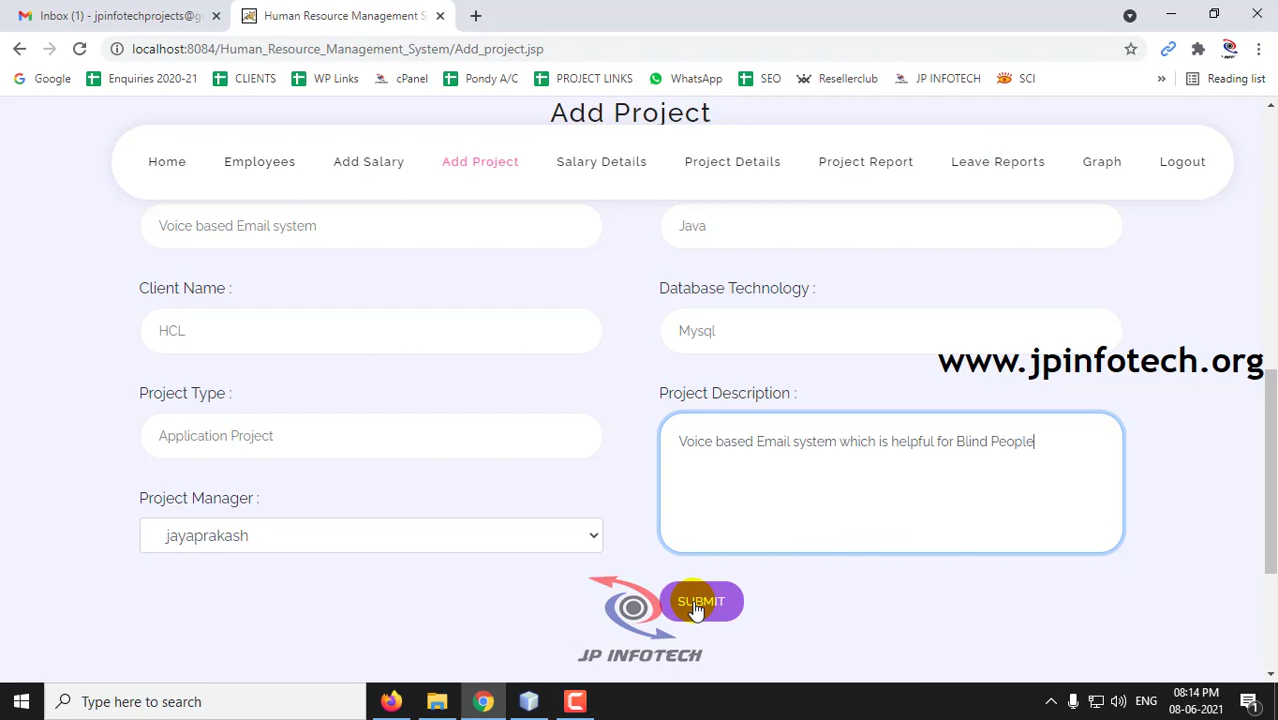 Inbox (1) - jpinfotechprojects@g
Human Resource Management S
localhost:8084/Human_Resource_Management_System/Add_project.jsp
Google Enquiries 2020-21 CLIENTS WP Links cPanel Pondy A/C PROJECT LINKS WhatsApp SEO Resellerclub JP INFOTECH SCI » Reading list
Add Project
Home Employees Add Salary Add Project Salary Details Project Details Project Report Leave Reports Graph Logout
Voice based Email system
Java
Client Name :
Database Technology :
HCL
Mysql
www.jpinfotech.org
Project Type :
Project Description :
Application Project
Voice based Email system which is helpful for Blind People
Project Manager :
jayaprakash
SUBMIT
JP INFOTECH
Type here to search
ENG
08:14 PM
08-06-2021
1